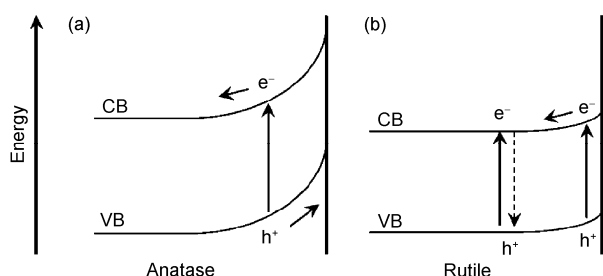 (a)
(b)
Energy
CB
e⁻
VB
h⁺
Anatase
CB
e⁻
e⁻
VB
h⁺
h⁺
Rutile